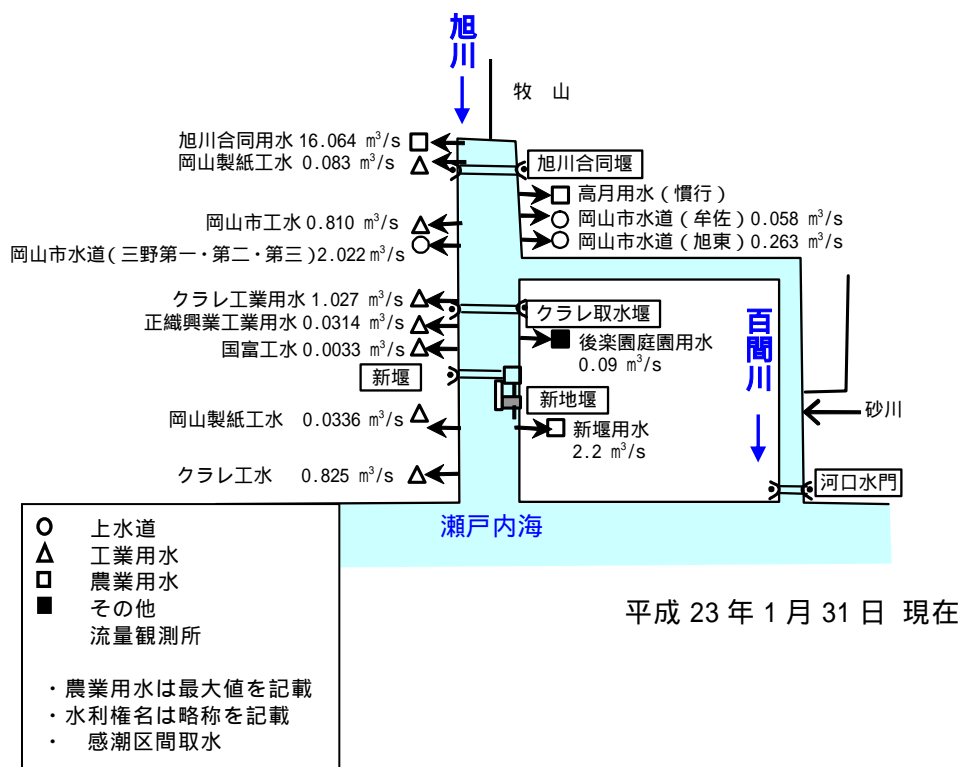 旭川
牧 山
旭川合同用水 16.064 m³/s
岡山製紙工水 0.083 m³/s
旭川合同堰
高月用水(慣行)
岡山市水道(牟佐)0.058 m³/s
岡山市水道(旭東)0.263 m³/s
岡山市工水 0.810 m³/s
岡山市水道(三野第一・第二・第三)2.022 m³/s
クラレ工業用水 1.027 m³/s
正織興業工業用水 0.0314 m³/s
国富工水 0.0033 m³/s
クラレ取水堰
後楽園庭園用水
0.09 m³/s
百間川
新堰
新地堰
岡山製紙工水 0.0336 m³/s
新堰用水
2.2 m³/s
砂川
クラレ工水 0.825 m³/s
河口水門
瀬戸内海
上水道
工業用水
農業用水
その他
流量観測所
・農業用水は最大値を記載
・水利権名は略称を記載
・ 感潮区間取水
平成 23 年 1 月 31 日 現在